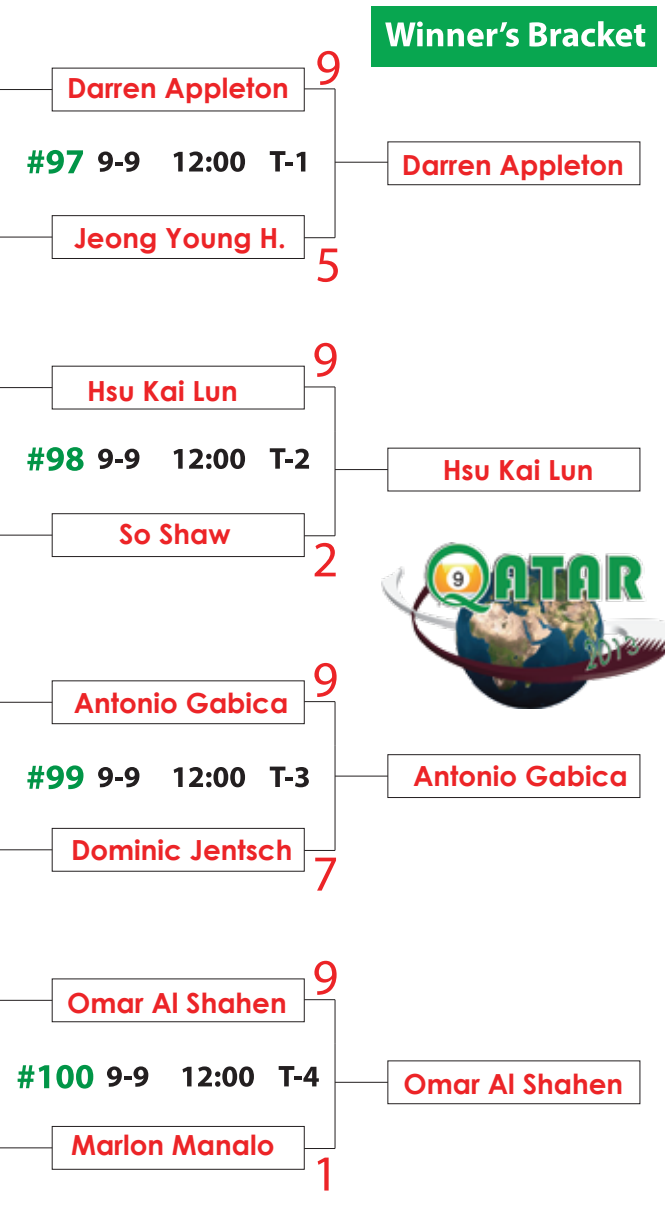 Winner's Bracket
9
Darren Appleton
#97 9-9 12:00 T-1
Darren Appleton
Jeong Young H.
5
9
Hsu Kai Lun
#98 9-9 12:00 T-2
Hsu Kai Lun
So Shaw
2
9 QATAR
2013
9
Antonio Gabica
#99 9-9 12:00 T-3
Antonio Gabica
Dominic Jentsch
7
9
Omar Al Shahen
#100 9-9 12:00 T-4
Omar Al Shahen
Marlon Manalo
1